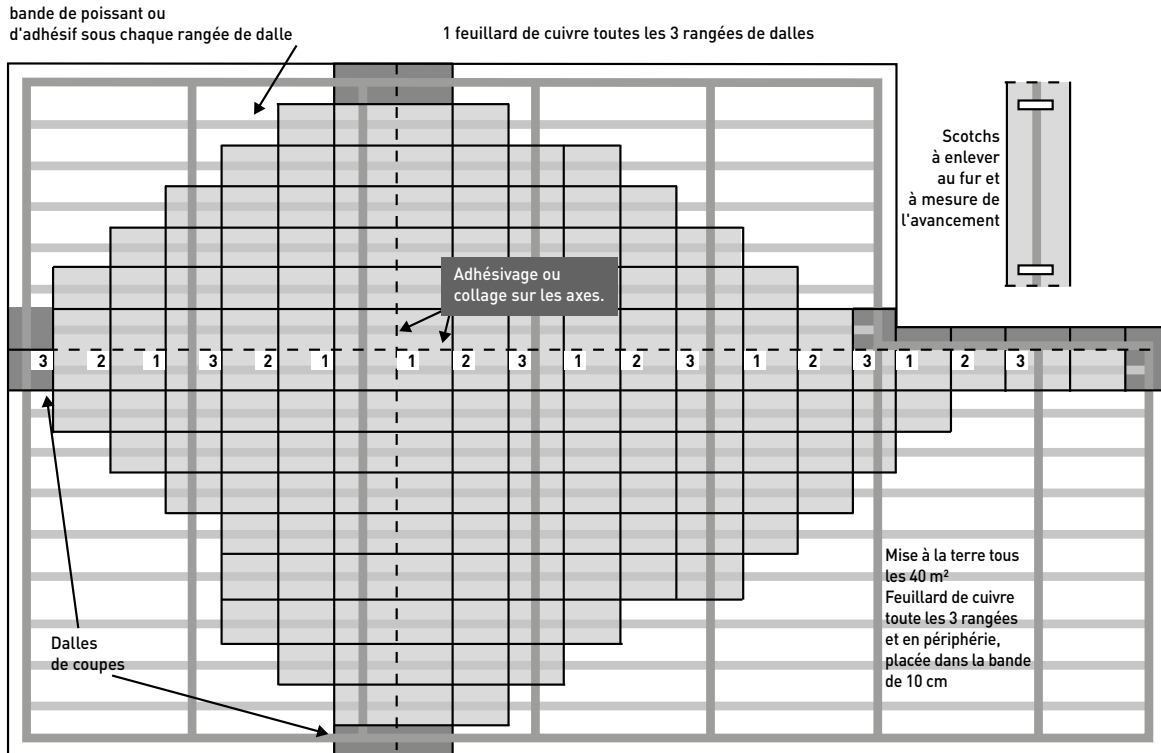 bande de poissant ou
d'adhésif sous chaque rangée de dalle
1 feuillard de cuivre toutes les 3 rangées de dalles
Scotchs
à enlever
au fur et
à mesure de
l'avancement
Adhésivage ou
collage sur les axes.
3 2 1 3 2 1 1 2 3 1 2 3 1 2 3 1 2 3
Mise à la terre tous
les 40 m²
Feuillard de cuivre
toute les 3 rangées
et en périphérie,
placée dans la bande
de 10 cm
Dalles
de coupes